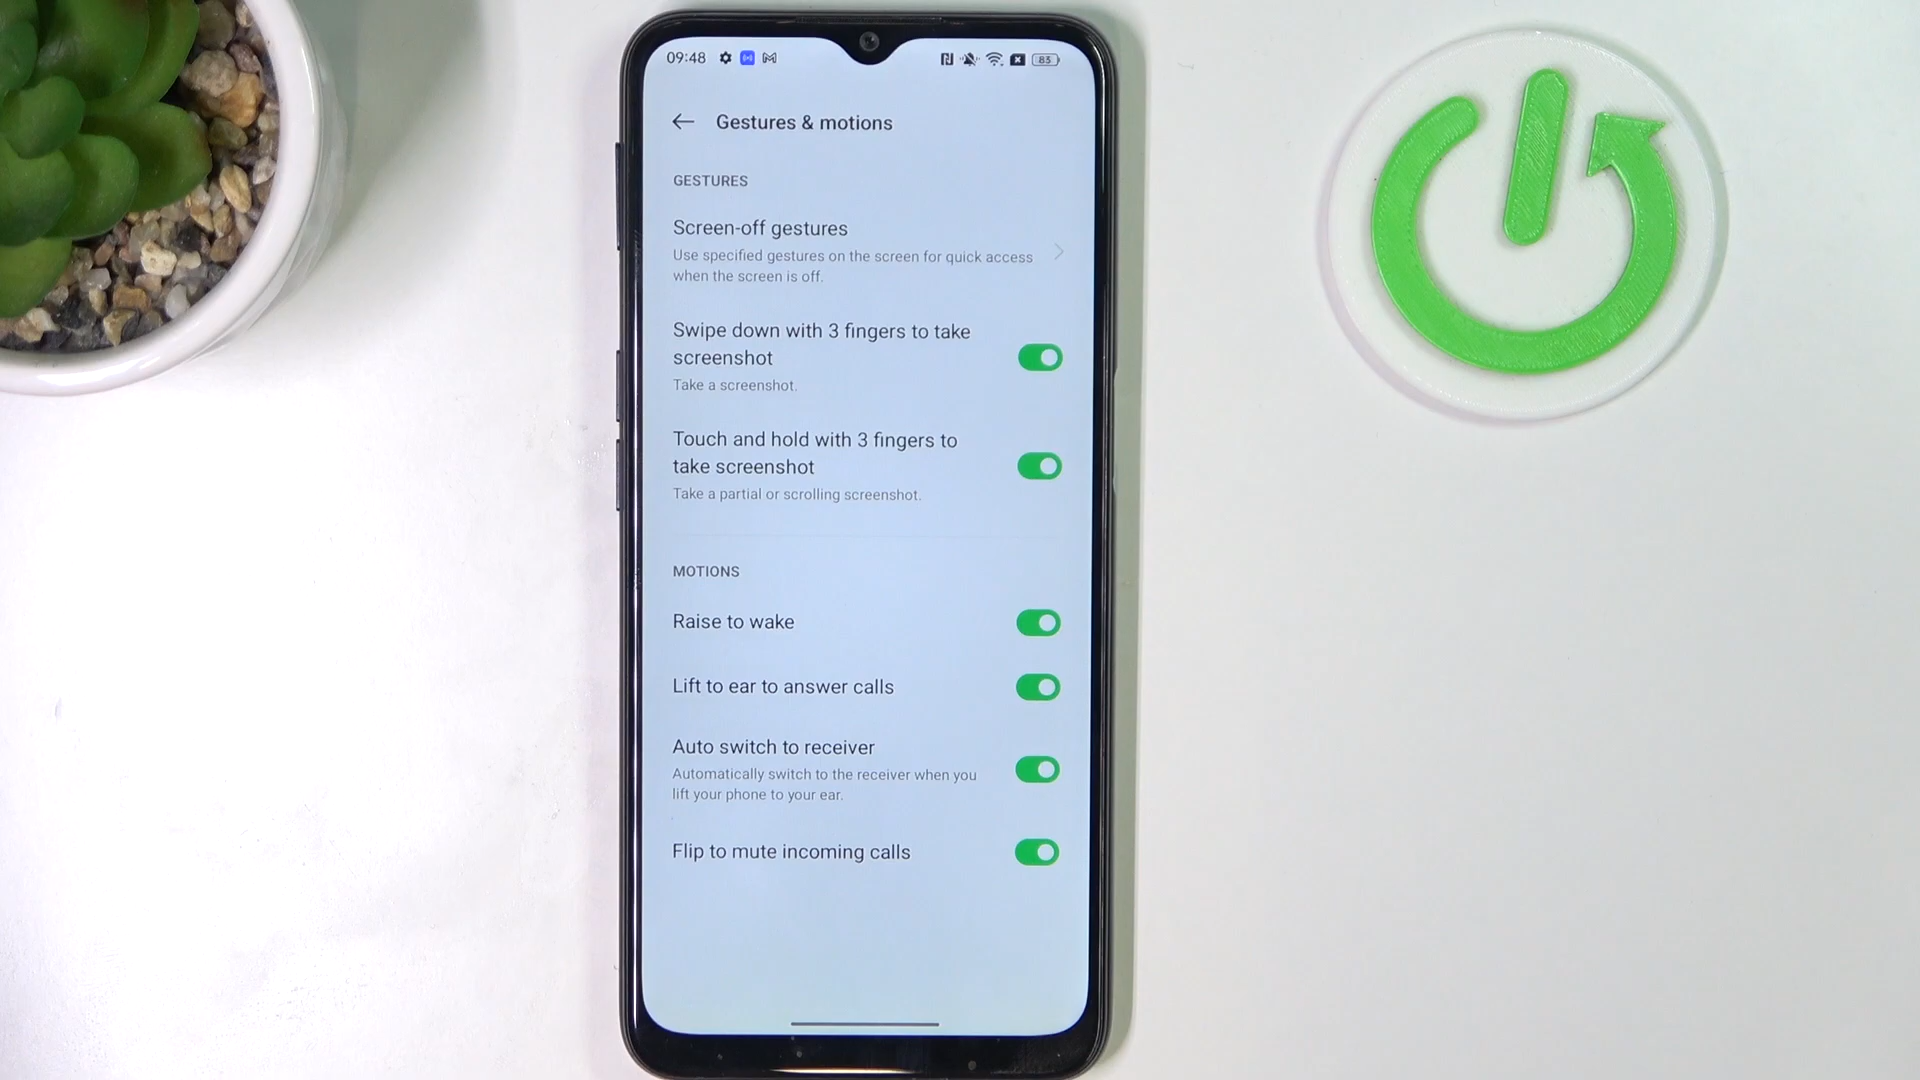 09:48
83
Gestures & motions
GESTURES
Screen-off gestures
Use specified gestures on the screen for quick access
when the screen is off.
Swipe down with 3 fingers to take
screenshot
Take a screenshot.
Touch and hold with 3 fingers to
take screenshot
Take a partial or scrolling screenshot.
MOTIONS
Raise to wake
Lift to ear to answer calls
Auto switch to receiver
Automatically switch to the receiver when you
lift your phone to your ear.
Flip to mute incoming calls